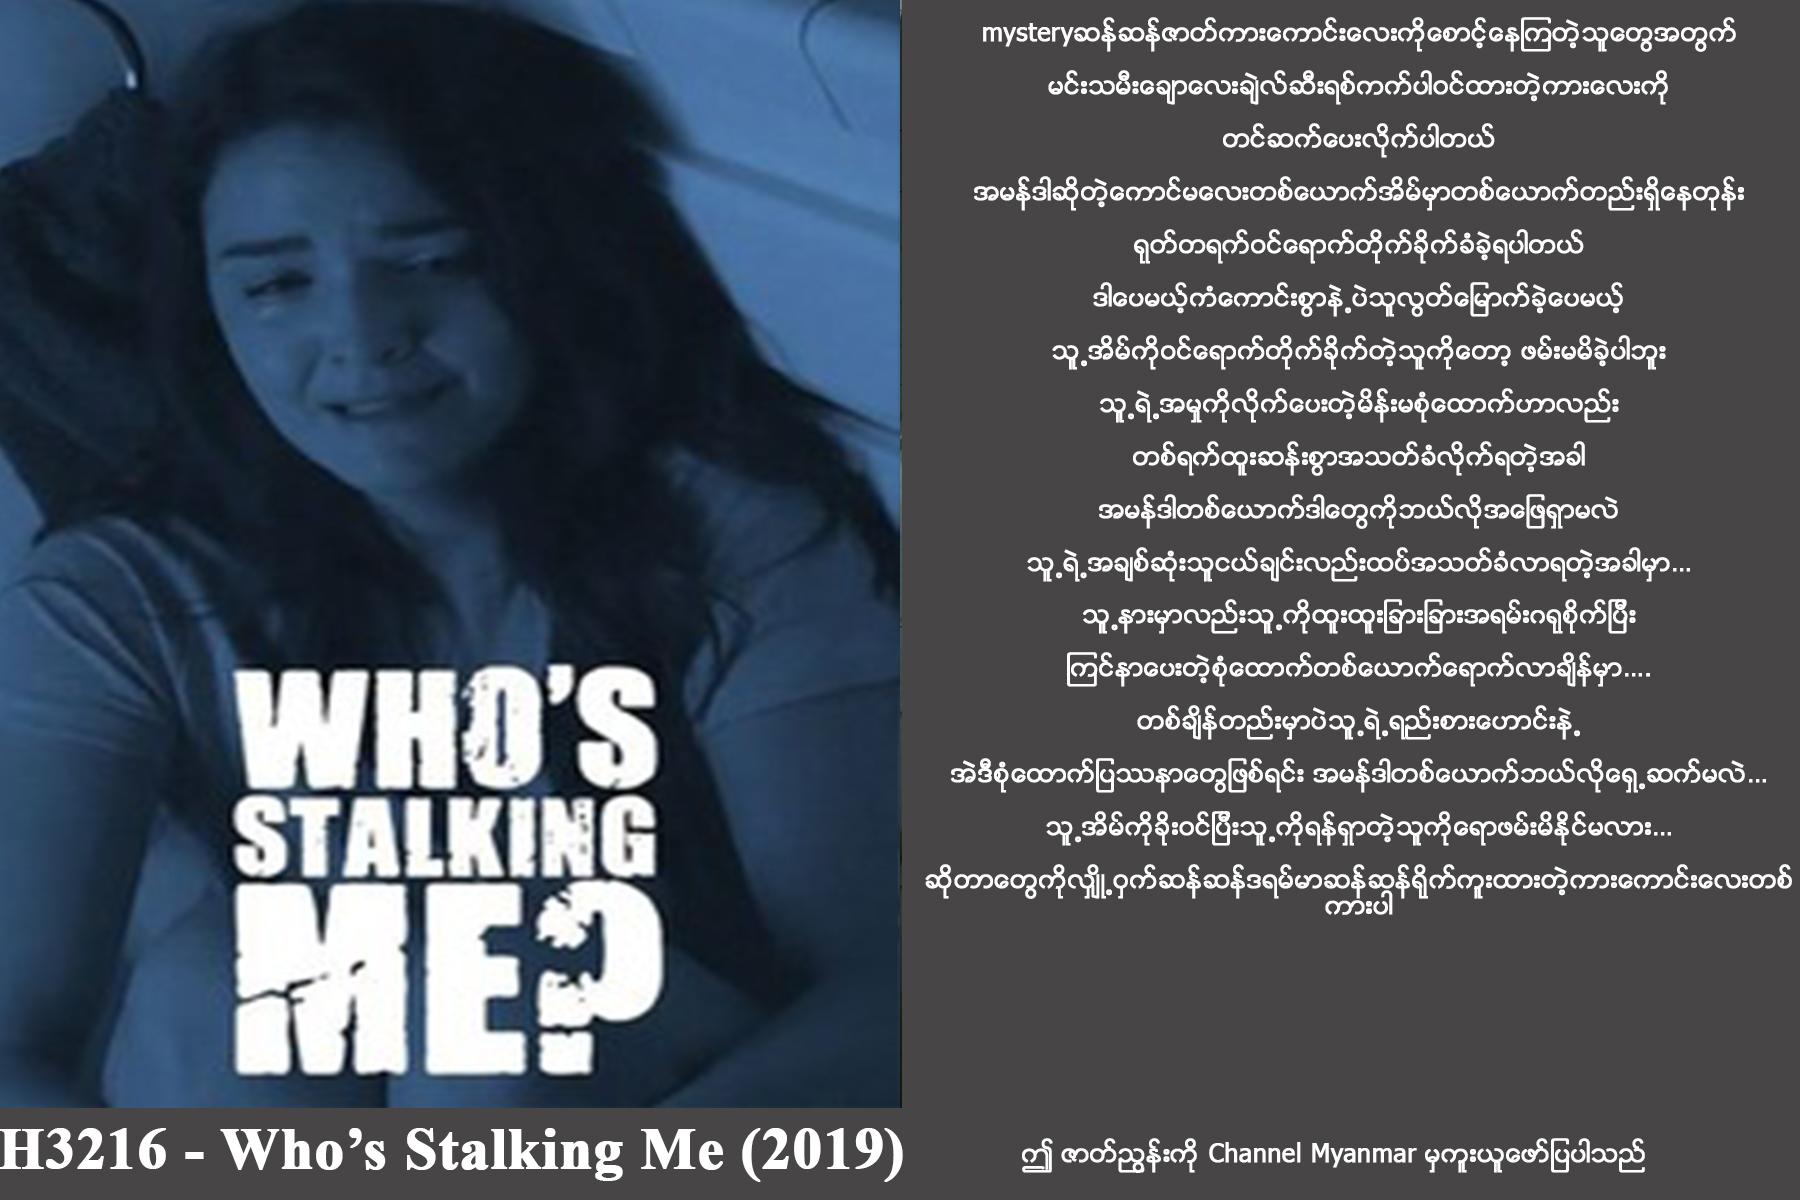 WHO'S
STALKING
ME?
H3216 - Who's Stalking Me (2019)
mysteryဆန်ဆန်ဇာတ်ကားကောင်းလေးကိုစောင့်နေကြတဲ့သူတွေအတွက်
မင်းသမီးချောလေးချဲလ်ဆီးရစ်ကက်ပါဝင်ထားတဲ့ကားလေးကို
တင်ဆက်ပေးလိုက်ပါတယ်
အမန်ဒါဆိုတဲ့ကောင်မလေးတစ်ယောက်အိမ်မှာတစ်ယောက်တည်းရှိနေတုန်း
ရုတ်တရက်ဝင်ရောက်တိုက်ခိုက်ခံခဲ့ရပါတယ်
ဒါပေမယ့်ကံကောင်းစွာနဲ့ပဲသူလွတ်မြောက်ခဲ့ပေမယ့်
သူ့အိမ်ကိုဝင်ရောက်တိုက်ခိုက်တဲ့သူကိုတော့ ဖမ်းမမိခဲ့ပါဘူး
သူ့ရဲ့အမှုကိုလိုက်ပေးတဲ့မိန်းမစုံထောက်ဟာလည်း
တစ်ရက်ထူးဆန်းစွာအသတ်ခံလိုက်ရတဲ့အခါ
အမန်ဒါတစ်ယောက်ဒါတွေကိုဘယ်လိုအဖြေရှာမလဲ
သူ့ရဲ့အချစ်ဆုံးသူငယ်ချင်းလည်းထပ်အသတ်ခံလာရတဲ့အခါမှာ...
သူ့နားမှာလည်းသူ့ကိုထူးထူးခြားခြားအရမ်းဂရုစိုက်ပြီး
ကြင်နာပေးတဲ့စုံထောက်တစ်ယောက်ရောက်လာချိန်မှာ....
တစ်ချိန်တည်းမှာပဲသူ့ရဲ့ရည်းစားဟောင်းနဲ့
အဲဒီစုံထောက်ပြဿနာတွေဖြစ်ရင်း အမန်ဒါတစ်ယောက်ဘယ်လိုရှေ့ဆက်မလဲ...
သူ့အိမ်ကိုခိုးဝင်ပြီးသူ့ကိုရန်ရှာတဲ့သူကိုရောဖမ်းမိနိုင်မလား...
ဆိုတာတွေကိုလျှို့ဝှက်ဆန်ဆန်ဒရမ်မာဆန်ဆန်ရိုက်ကူးထားတဲ့ကားကောင်းလေးတစ်
ကားပါ
ဤ ဇာတ်ညွှန်းကို Channel Myanmar မှကူးယူဖော်ပြပါသည်